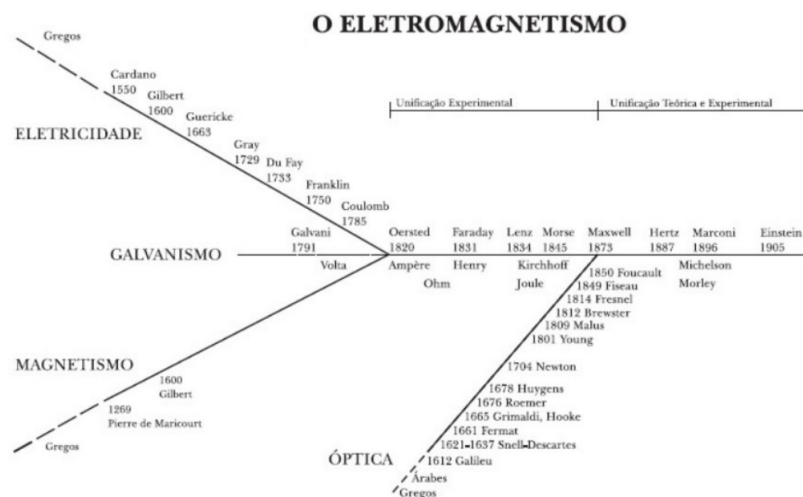 O ELETROMAGNETISMO
Gregos
Cardano
1550
Gilbert
1600
Guericke
1663
ELETRICIDADE
Gray
1729
Du Fay
1733
Franklin
1750
Coulomb
1785
Unificação Experimental
Unificação Teórica e Experimental
GALVANISMO
Galvani
1791
Volta
Oersted
1820
Ampère
Ohm
Faraday
1831
Henry
Lenz
1834
Morse
1845
Kirchhoff
Joule
Maxwell
1873
Hertz
1887
Marconi
1896
Michelson
Morley
Einstein
1905
MAGNETISMO
1600
Gilbert
1269
Pierre de Maricourt
Gregos
1850 Foucault
1849 Fiseau
1814 Fresnel
1812 Brewster
1809 Malus
1801 Young
1704 Newton
1678 Huygens
1676 Roemer
1665 Grimaldi, Hooke
1661 Fermat
1621-1637 Snell-Descartes
ÓPTICA
1612 Galileu
Árabes
Gregos